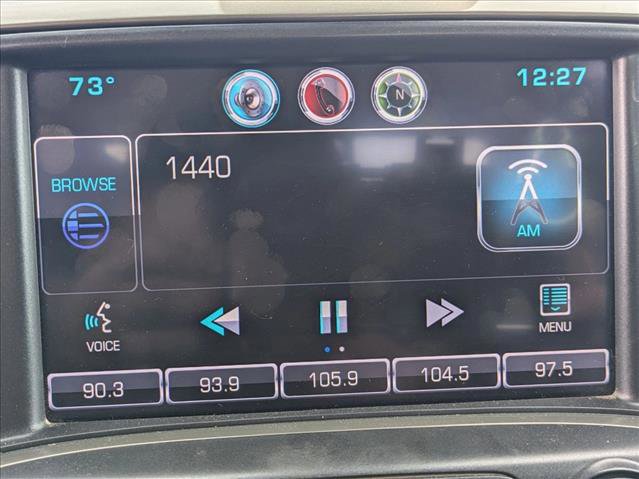 73° 12:27
N
BROWSE
1440
AM
VOICE
MENU
90.3 93.9 105.9 104.5 97.5